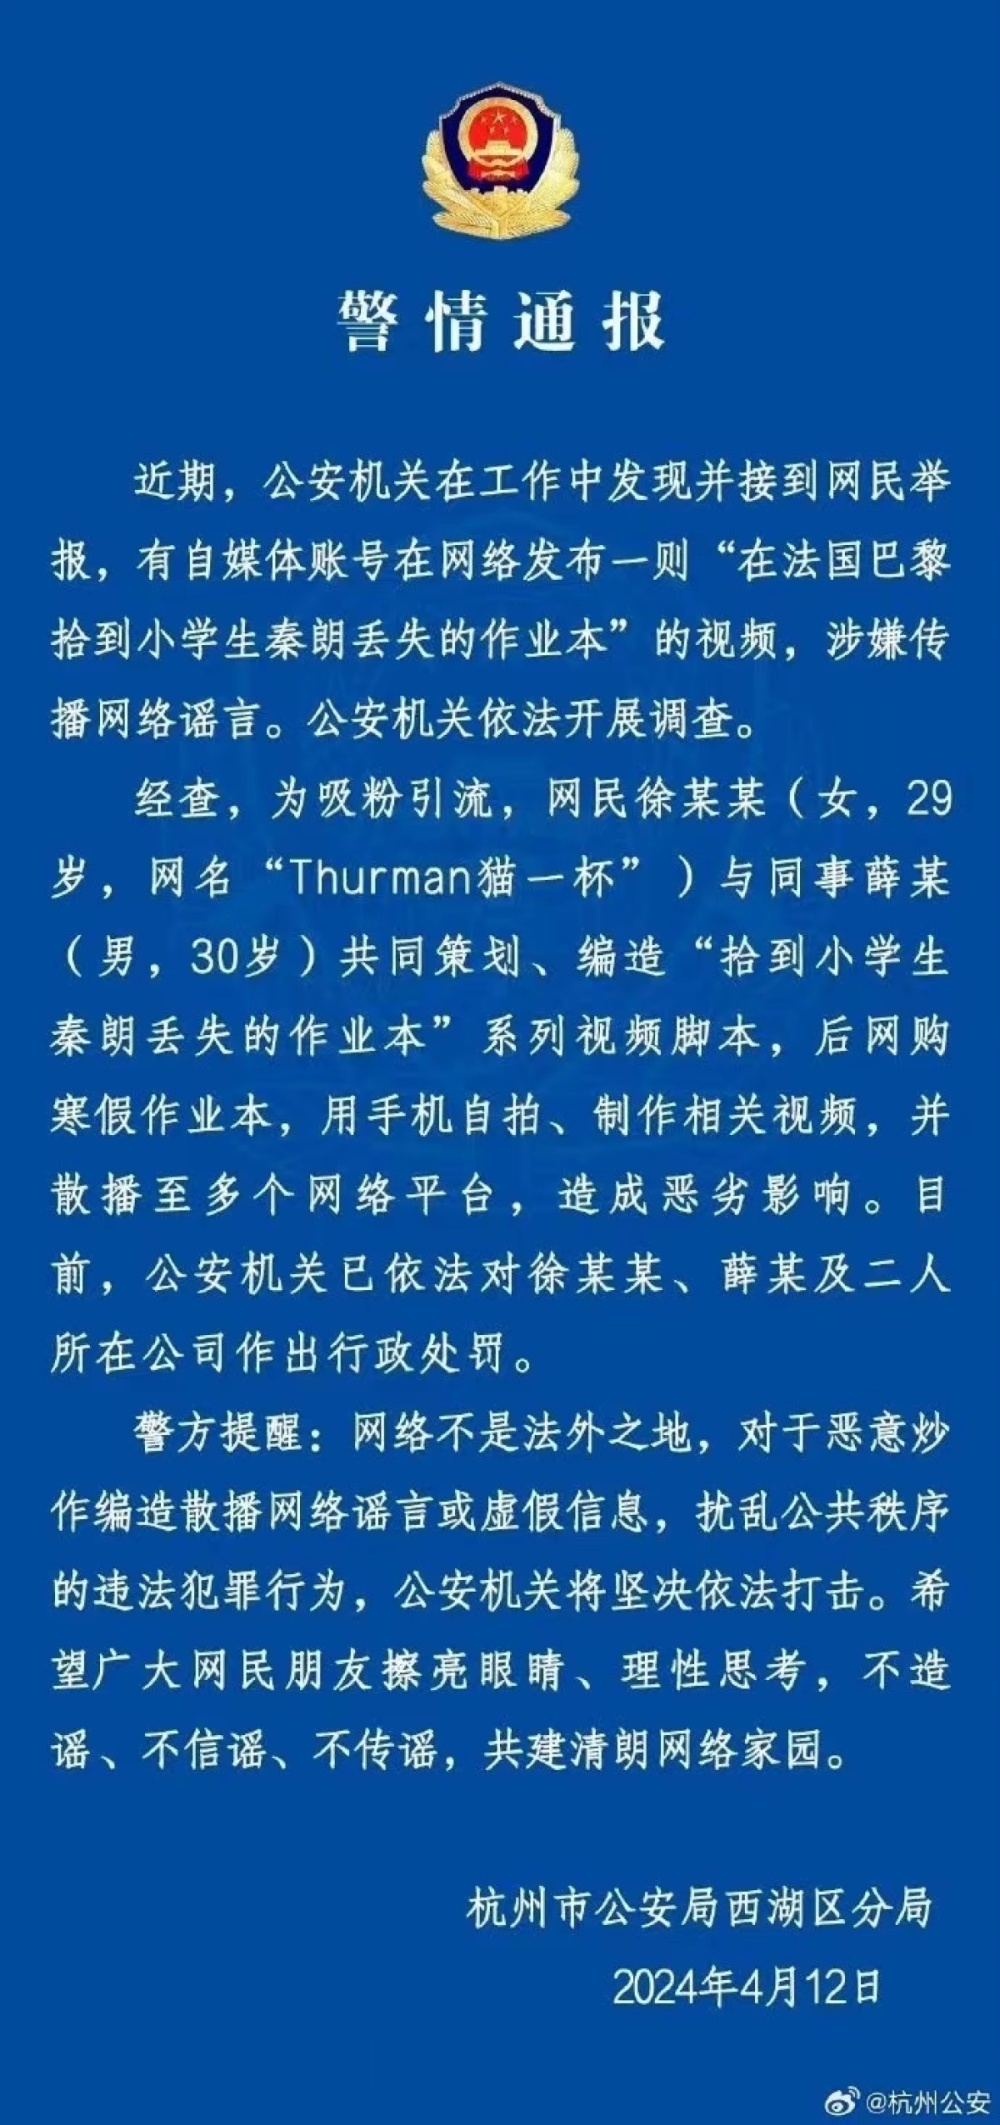 警情通报
近期，公安机关在工作中发现并接到网民举
报，有自媒体账号在网络发布一则“在法国巴黎
拾到小学生秦朗丢失的作业本”的视频，涉嫌传
播网络谣言。公安机关依法开展调查。
经查，为吸粉引流，网民徐某某（女，29
岁，网名“Thurman猫一杯”）与同事薛某
（男，30岁）共同策划、编造“拾到小学生
秦朗丢失的作业本”系列视频脚本，后网购
寒假作业本，用手机自拍、制作相关视频，并
散播至多个网络平台，造成恶劣影响。目
前，公安机关已依法对徐某某、薛某及二人
所在公司作出行政处罚。
警方提醒：网络不是法外之地，对于恶意炒
作编造散播网络谣言或虚假信息，扰乱公共秩序
的违法犯罪行为，公安机关将坚决依法打击。希
望广大网民朋友擦亮眼睛、理性思考，不造
谣、不信谣、不传谣，共建清朗网络家园。
杭州市公安局西湖区分局
2024年4月12日
@杭州公安